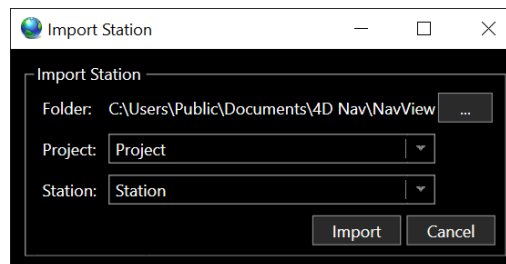 Import Station
Import Station
Folder: C:\Users\Public\Documents\4D Nav\NavView ...
Project: Project
Station: Station
Import Cancel